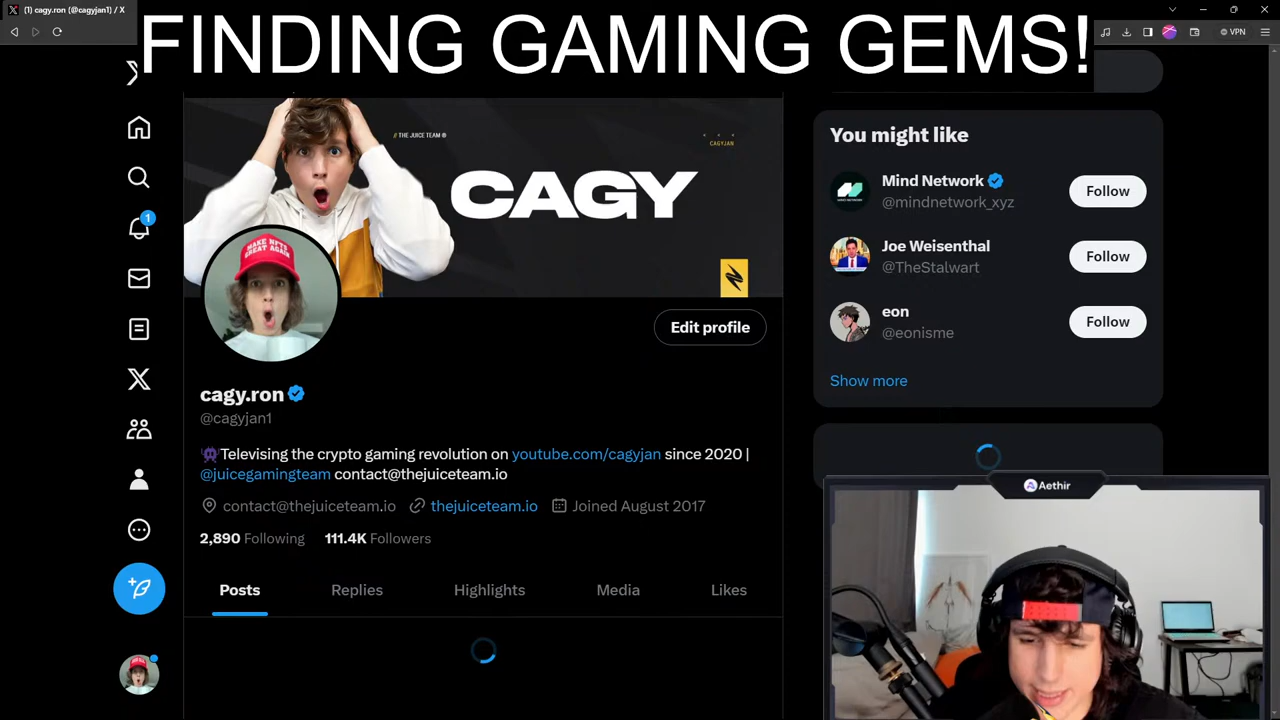 (1) cagy.ron (@cagyjan1) / X
FINDING GAMING GEMS!
VPN
// THE JUICE TEAM ®
CAGYJAN
CAGY
MAKE NFTS
GREAT AGAIN
Edit profile
cagy.ron
@cagyjan1
Televising the crypto gaming revolution on youtube.com/cagyjan since 2020 |
@juicegamingteam contact@thejuiceteam.io
contact@thejuiceteam.io thejuiceteam.io Joined August 2017
2,890 Following 111.4K Followers
Posts Replies Highlights Media Likes
1
You might like
Mind Network
@mindnetwork_xyz
Follow
Joe Weisenthal
@TheStalwart
Follow
eon
@eonisme
Follow
Show more
Aethir